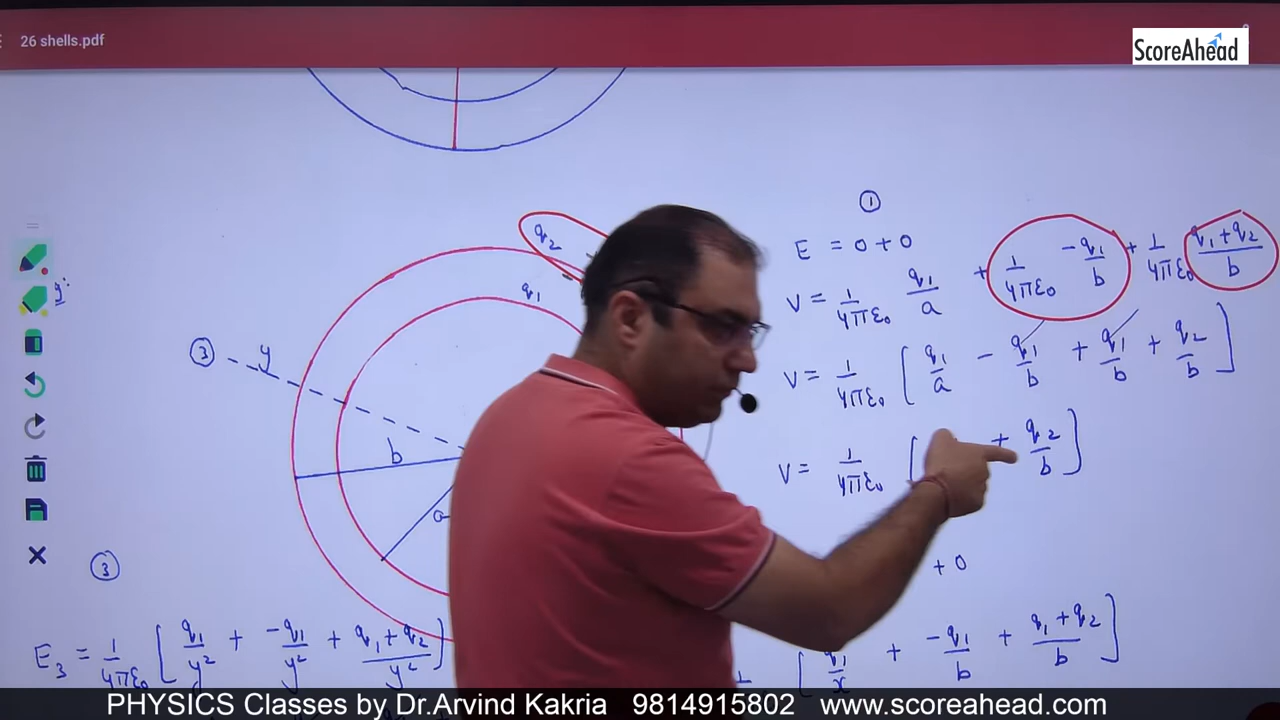 26 shells.pdf
ScoreAhead
q₂
q₁
③
y
b
a
①
E = 0 + 0
V = 1/4πε₀ q₁/a + 1/4πε₀ -q₁/b + 1/4πε₀ q₁+q₂/b
V = 1/4πε₀ [ q₁/a - q₁/b + q₁/b + q₂/b ]
V = 1/4πε₀ [ + q₂/b ]
+ 0
③
E₃ = 1/4πε₀ [ q₁/y² + -q₁/y² + q₁+q₂/y² ]
[ q₁/x + -q₁/b + q₁+q₂/b ]
PHYSICS Classes by Dr.Arvind Kakria 9814915802 www.scoreahead.com